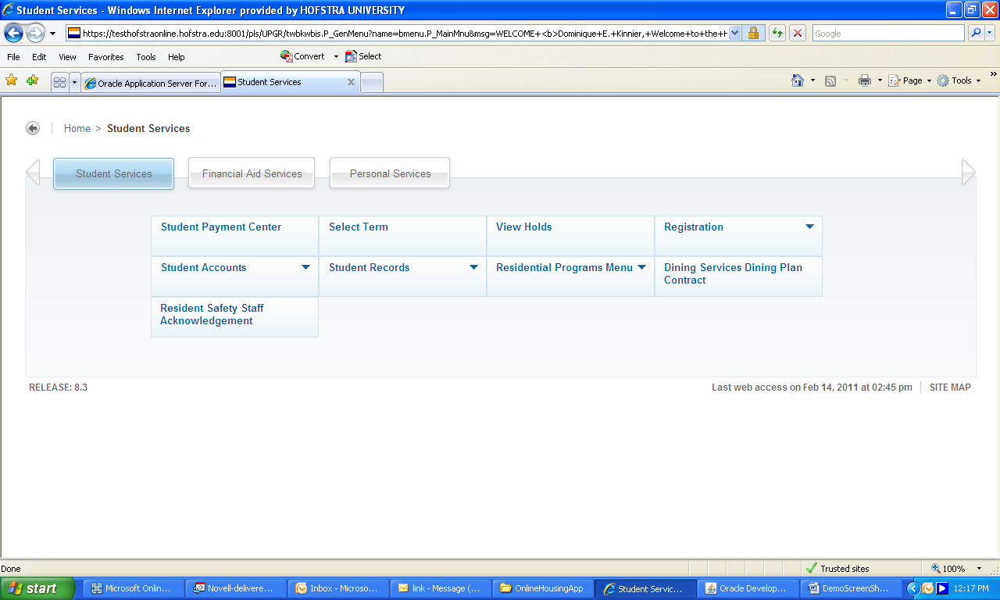 Student Services - Windows Internet Explorer provided by HOFSTRA UNIVERSITY
https://testhofstraonline.hofstra.edu:8001/pls/UPGR/twbkwbis.P_GenMenu?name=bmenu.P_MainMnu&msg=WELCOME+<b>Dominique+E.+Kinnier,+Welcome+to+the+H
Google
File Edit View Favorites Tools Help
Convert Select
Oracle Application Server For...
Student Services
Page Tools
Home > Student Services
Student Services
Financial Aid Services
Personal Services
Student Payment Center
Select Term
View Holds
Registration
Student Accounts
Student Records
Residential Programs Menu
Dining Services Dining Plan
Contract
Resident Safety Staff
Acknowledgement
RELEASE: 8.3
Last web access on Feb 14, 2011 at 02:45 pm
SITE MAP
Done
Trusted sites
100%
start
Microsoft Onlin...
Novell-delivere...
Inbox - Microso...
link - Message (...
OnlineHousingApp
Student Servic...
Oracle Develop...
DemoScreenSh...
12:17 PM